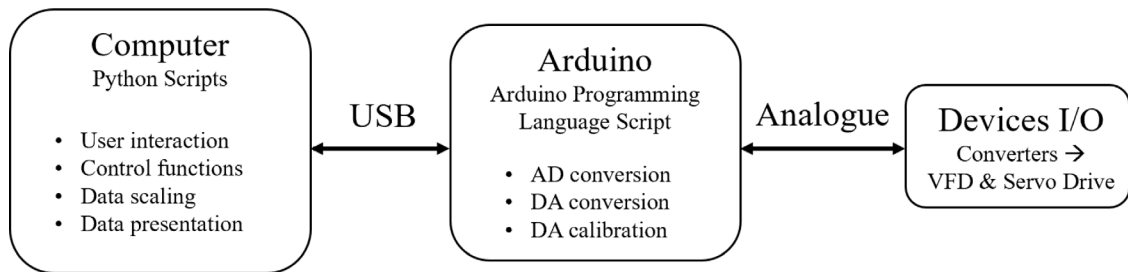 Computer
Python Scripts
• User interaction
• Control functions
• Data scaling
• Data presentation
USB
Arduino
Arduino Programming
Language Script
• AD conversion
• DA conversion
• DA calibration
Analogue
Devices I/O
Converters →
VFD & Servo Drive